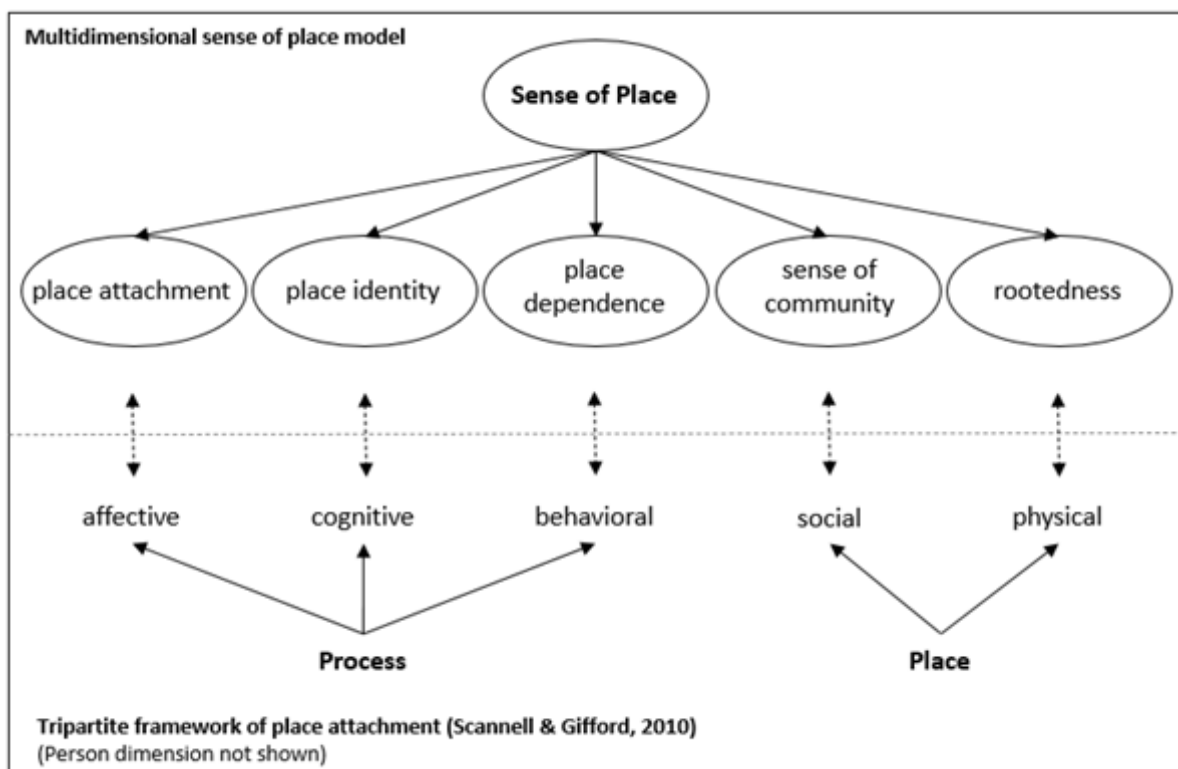 Multidimensional sense of place model
Sense of Place
place attachment
place identity
place
dependence
sense of
community
rootedness
affective
cognitive
behavioral
social
physical
Process
Place
Tripartite framework of place attachment (Scannell & Gifford, 2010)
(Person dimension not shown)